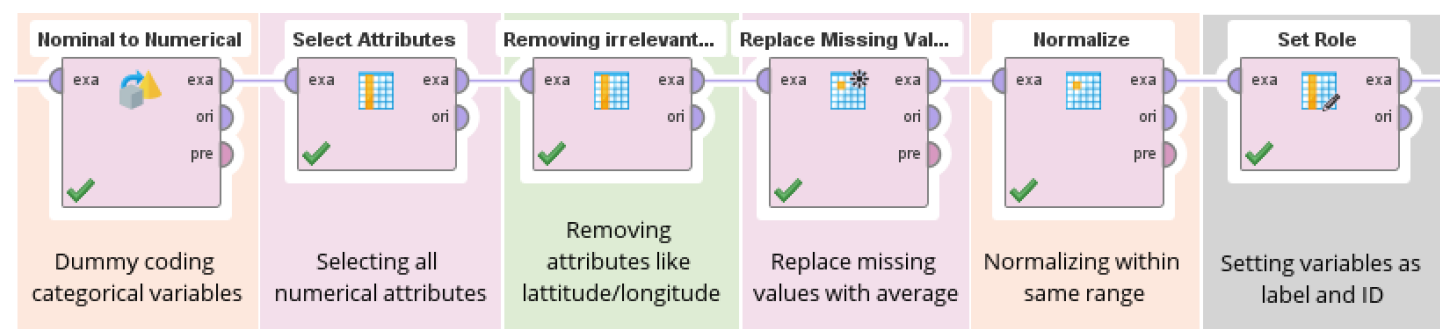 Nominal to Numerical
exa
exa
ori
pre
Dummy coding
categorical variables
Select Attributes
exa
exa
ori
Selecting all
numerical attributes
Removing irrelevant...
exa
exa
ori
Removing
attributes like
lattitude/longitude
Replace Missing Val...
exa
exa
ori
pre
Replace missing
values with average
Normalize
exa
exa
ori
pre
Normalizing within
same range
Set Role
exa
exa
ori
Setting variables as
label and ID